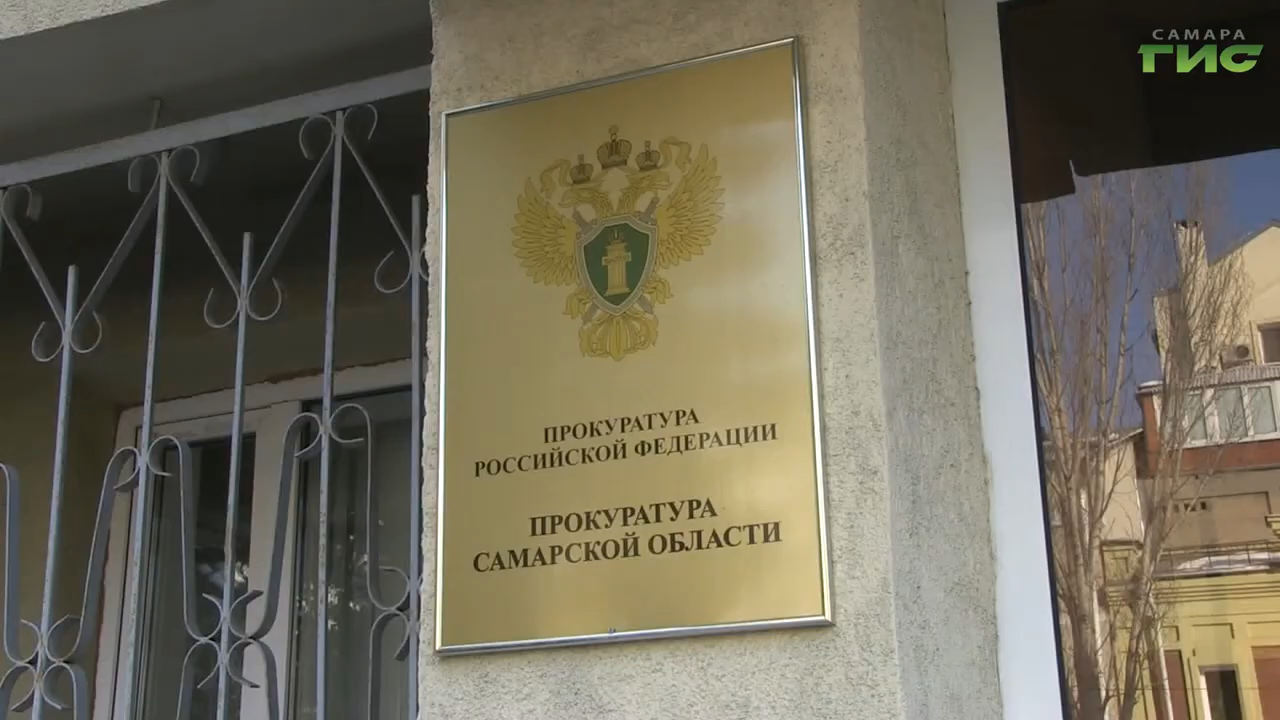 САМАРА
ГИС
ПРОКУРАТУРА
РОССИЙСКОЙ ФЕДЕРАЦИИ
ПРОКУРАТУРА
САМАРСКОЙ ОБЛАСТИ